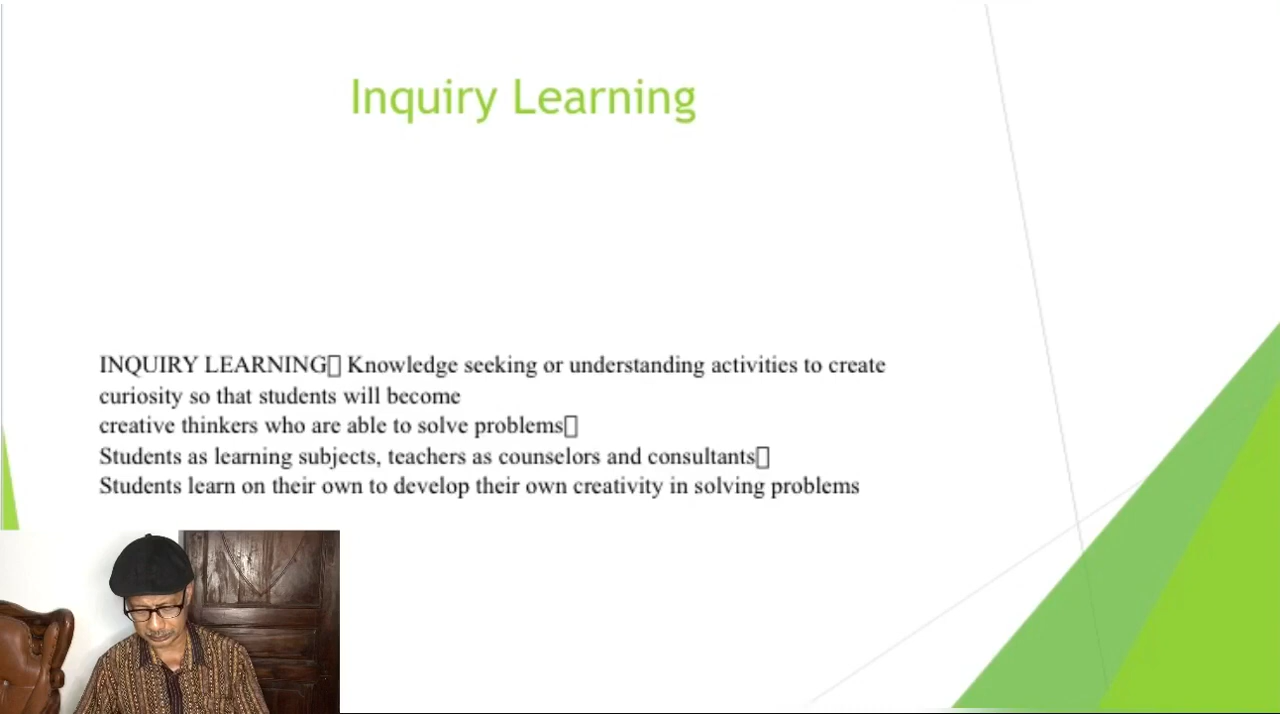 Inquiry Learning
INQUIRY LEARNING▯ Knowledge seeking or understanding activities to create
curiosity so that students will become
creative thinkers who are able to solve problems▯
Students as learning subjects, teachers as counselors and consultants▯
Students learn on their own to develop their own creativity in solving problems